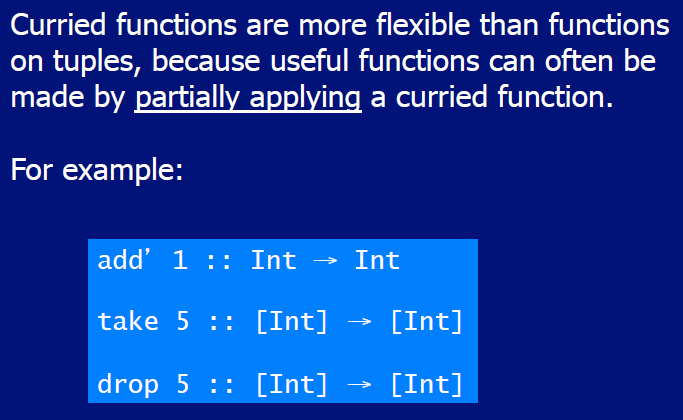 Curried functions are more flexible than functions
on tuples, because useful functions can often be
made by partially applying a curried function.
For example:
add’ 1 :: Int → Int
take 5 :: [Int] → [Int]
drop 5 :: [Int] → [Int]